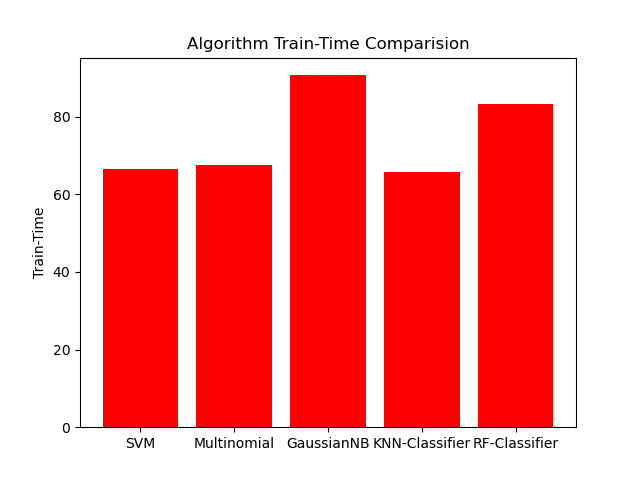 Algorithm Train-Time Comparision
Train-Time
80
60
40
20
0
SVM Multinomial GaussianNB KNN-Classifier RF-Classifier